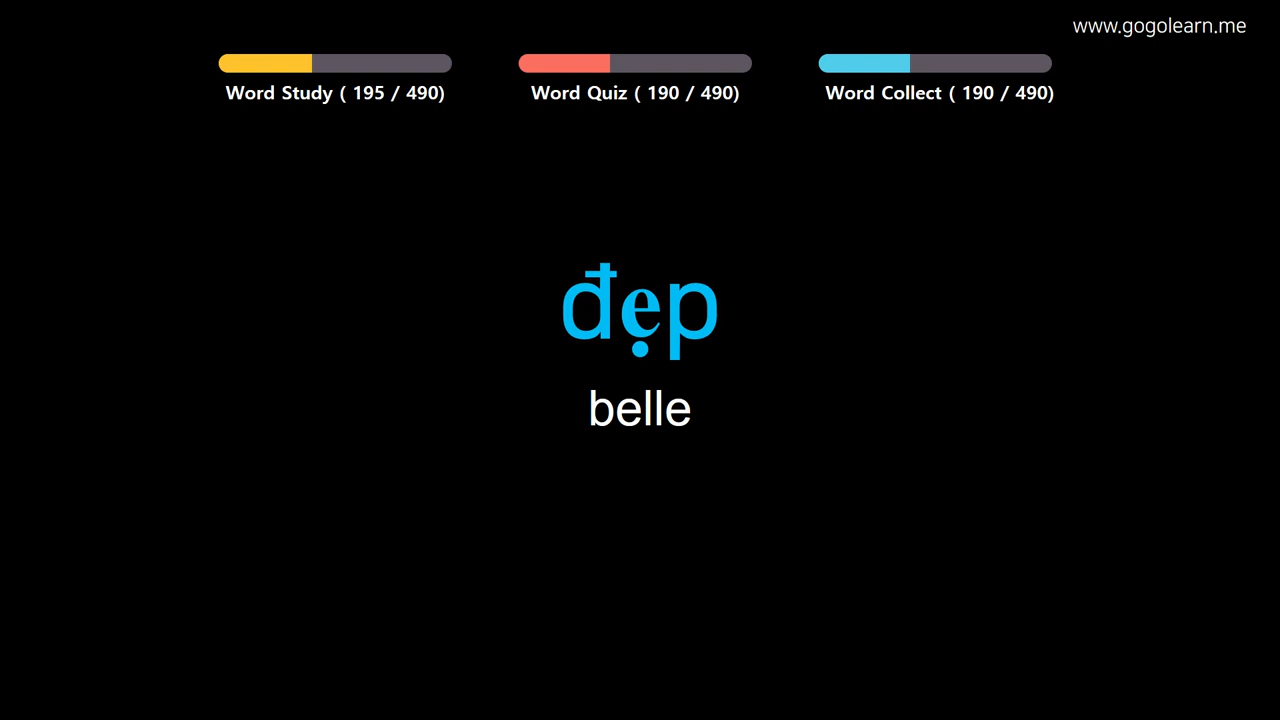 www.gogolearn.me
Word Study ( 195 / 490)
Word Quiz ( 190 / 490)
Word Collect ( 190 / 490)
đẹp
belle